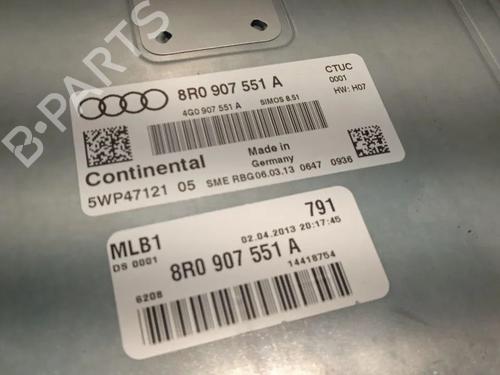 B-PARTS
8R0 907 551 A
4G0 907 551 A SIMOS 8.51
CTUC
0001
HW: H07
Continental
Made in
Germany
5WP47121 05 SME RBG06.03.13 0647 0936
MLB1
DS 0001
791
02.04.2013 20:17:45
8R0 907 551 A
6208
14418754